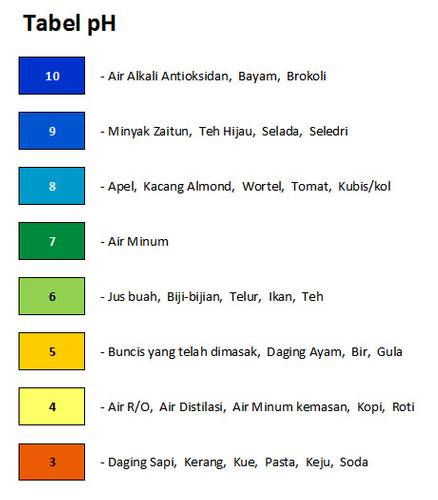 Tabel pH
10 - Air Alkali Antioksidan, Bayam, Brokoli
9 - Minyak Zaitun, Teh Hijau, Selada, Seledri
8 - Apel, Kacang Almond, Wortel, Tomat, Kubis/kol
7 - Air Minum
6 - Jus buah, Biji-bijian, Telur, Ikan, Teh
5 - Buncis yang telah dimasak, Daging Ayam, Bir, Gula
4 - Air R/O, Air Distilasi, Air Minum kemasan, Kopi, Roti
3 - Daging Sapi, Kerang, Kue, Pasta, Keju, Soda